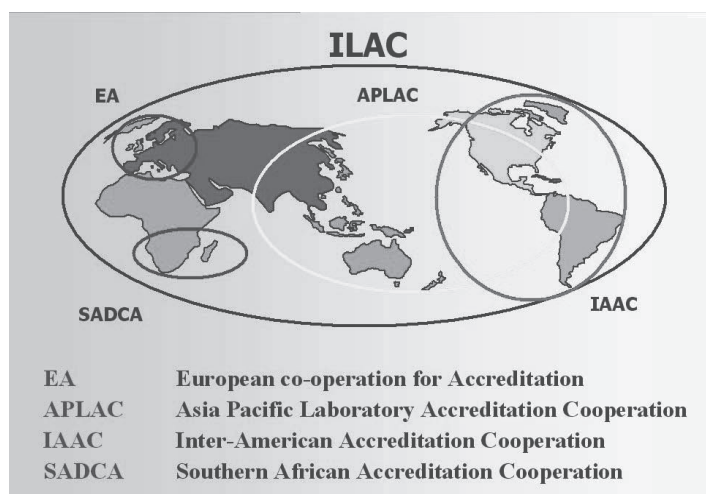 ILAC
EA
APLAC
SADCA
IAAC
EA European co-operation for Accreditation
APLAC Asia Pacific Laboratory Accreditation Cooperation
IAAC Inter-American Accreditation Cooperation
SADCA Southern African Accreditation Cooperation